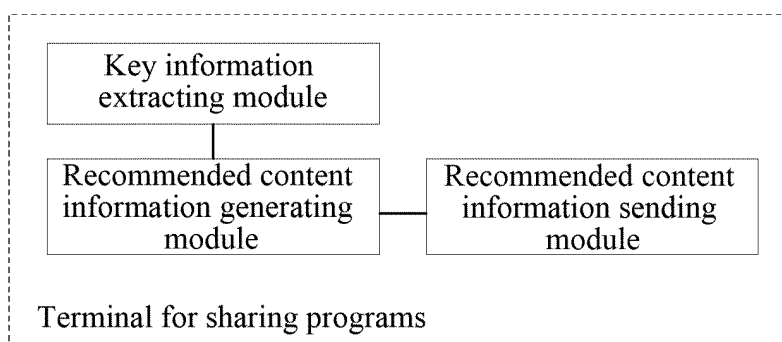 Key information
extracting module
Recommended content
information generating
module
Recommended content
information sending
module
Terminal for sharing programs